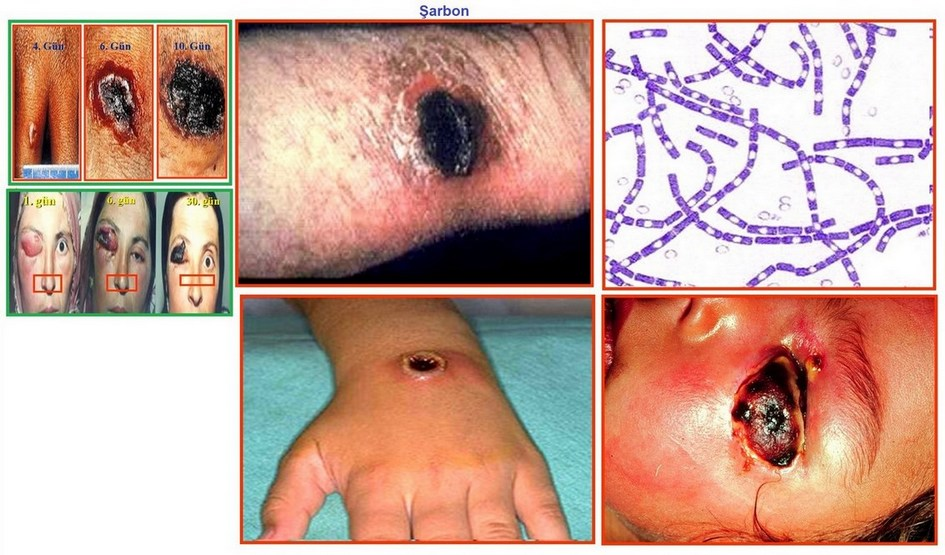 Şarbon
4. Gün
6. Gün
10. Gün
1. gün
6. gün
30. gün